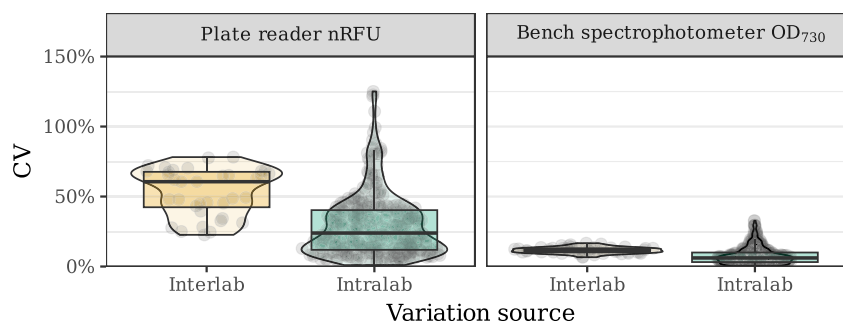 Plate reader nRFU
Bench spectrophotometer OD₇₃₀
150%
100%
50%
0%
CV
Interlab
Intralab
Interlab
Intralab
Variation source